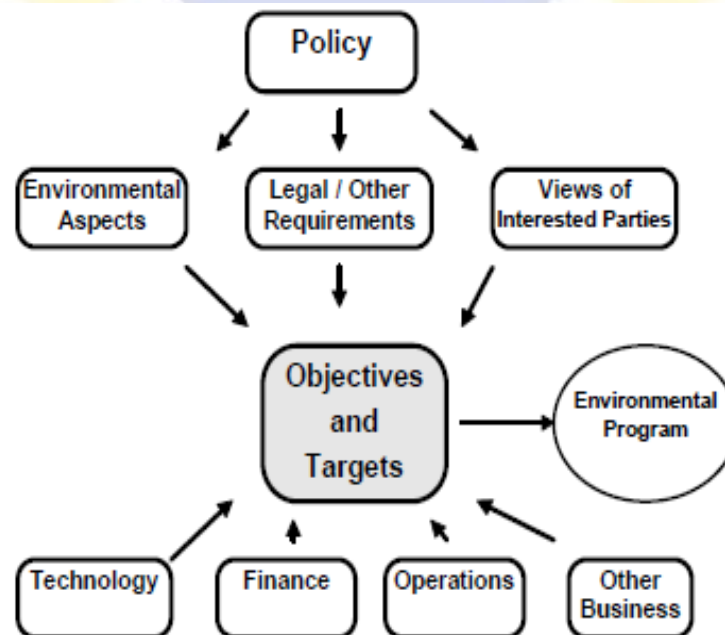 Policy
Environmental
Aspects
Legal / Other
Requirements
Views of
Interested Parties
Objectives
and
Targets
Environmental
Program
Technology
Finance
Operations
Other
Business